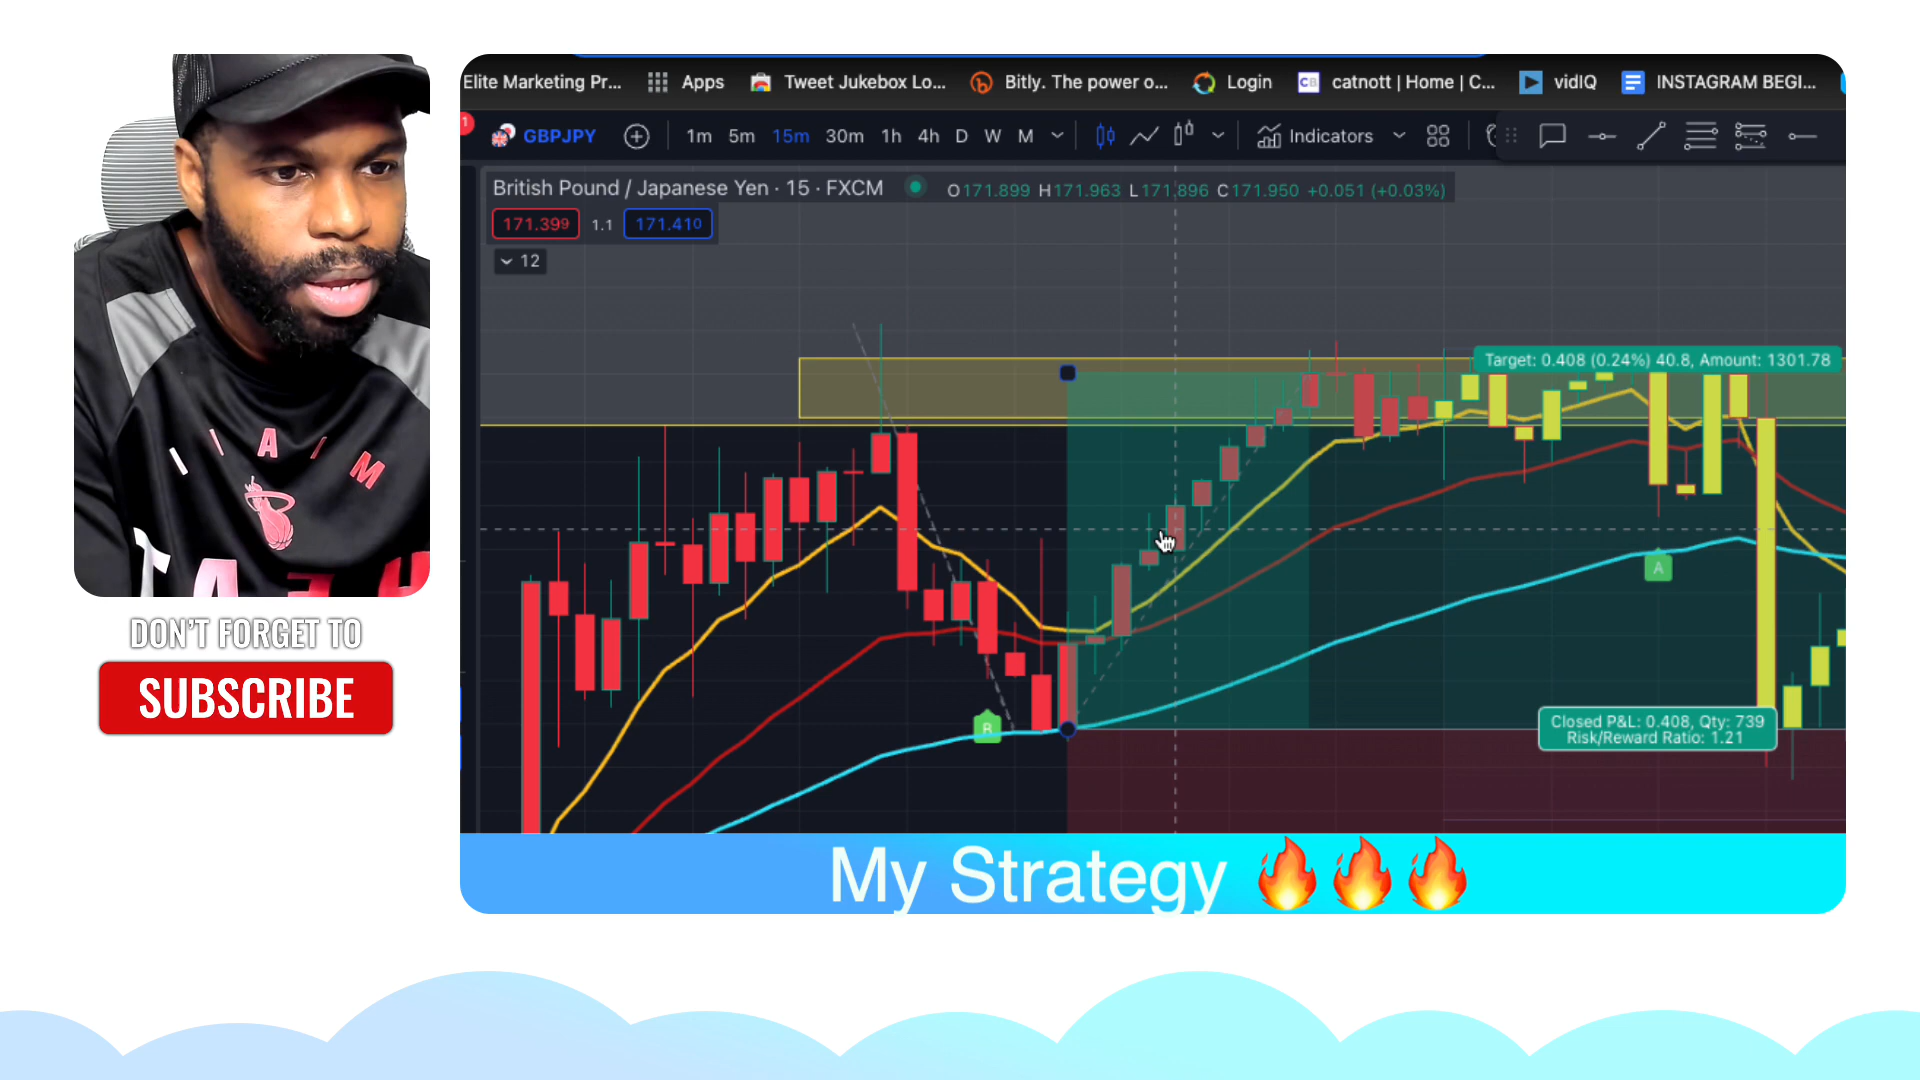 Elite Marketing Pr... Apps Tweet Jukebox Lo... Bitly. The power o... Login CB catnott | Home | C... vidIQ INSTAGRAM BEGI...
1 GBPJPY 1m 5m 15m 30m 1h 4h D W M Indicators
British Pound / Japanese Yen · 15 · FXCM O171.899 H171.963 L171.896 C171.950 +0.051 (+0.03%)
171.399 1.1 171.410
12
Target: 0.408 (0.24%) 40.8, Amount: 1301.78
A
B
Closed P&L: 0.408, Qty: 739
Risk/Reward Ratio: 1.21
My Strategy 🔥🔥🔥
I A I M
DON'T FORGET TO
SUBSCRIBE